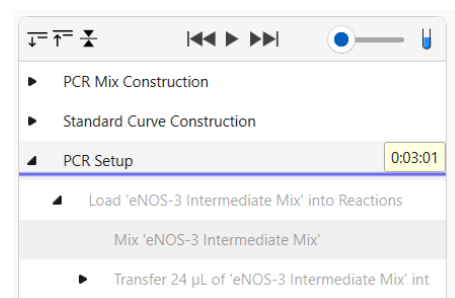 PCR Mix Construction
Standard Curve Construction
PCR Setup
0:03:01
Load 'eNOS-3 Intermediate Mix' into Reactions
Mix 'eNOS-3 Intermediate Mix'
Transfer 24 µL of 'eNOS-3 Intermediate Mix' int